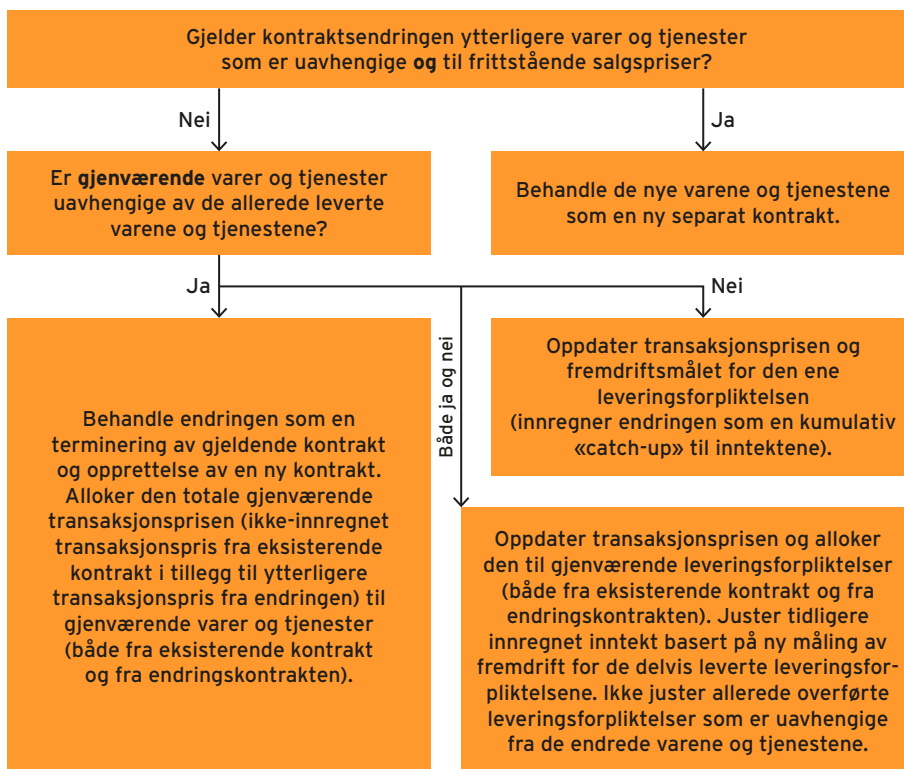 Gjelder kontraktsendringen ytterligere varer og tjenester
som er uavhengige og til frittstående salgspriser?
Nei
Ja
Er gjenværende varer og tjenester
uavhengige av de allerede leverte
varene og tjenestene?
Behandle de nye varene og tjenestene
som en ny separat kontrakt.
Ja
Både ja og nei
Nei
Behandle endringen som en
terminering av gjeldende kontrakt
og opprettelse av en ny kontrakt.
Alloker den totale gjenværende
transaksjonsprisen (ikke-innregnet
transaksjonspris fra eksisterende
kontrakt i tillegg til ytterligere
transaksjonspris fra endringen) til
gjenværende varer og tjenester
(både fra eksisterende kontrakt
og fra endringskontrakten).
Oppdater transaksjonsprisen og
fremdriftsmålet for den ene
leveringsforpliktelsen
(innregner endringen som en kumulativ
«catch-up» til inntektene).
Oppdater transaksjonsprisen og alloker
den til gjenværende leveringsforpliktelser
(både fra eksisterende kontrakt og fra
endringskontrakten). Juster tidligere
innregnet inntekt basert på ny måling av
fremdrift for de delvis leverte leveringsfor-
pliktelsene. Ikke juster allerede overførte
leveringsforpliktelser som er uavhengige
fra de endrede varene og tjenestene.